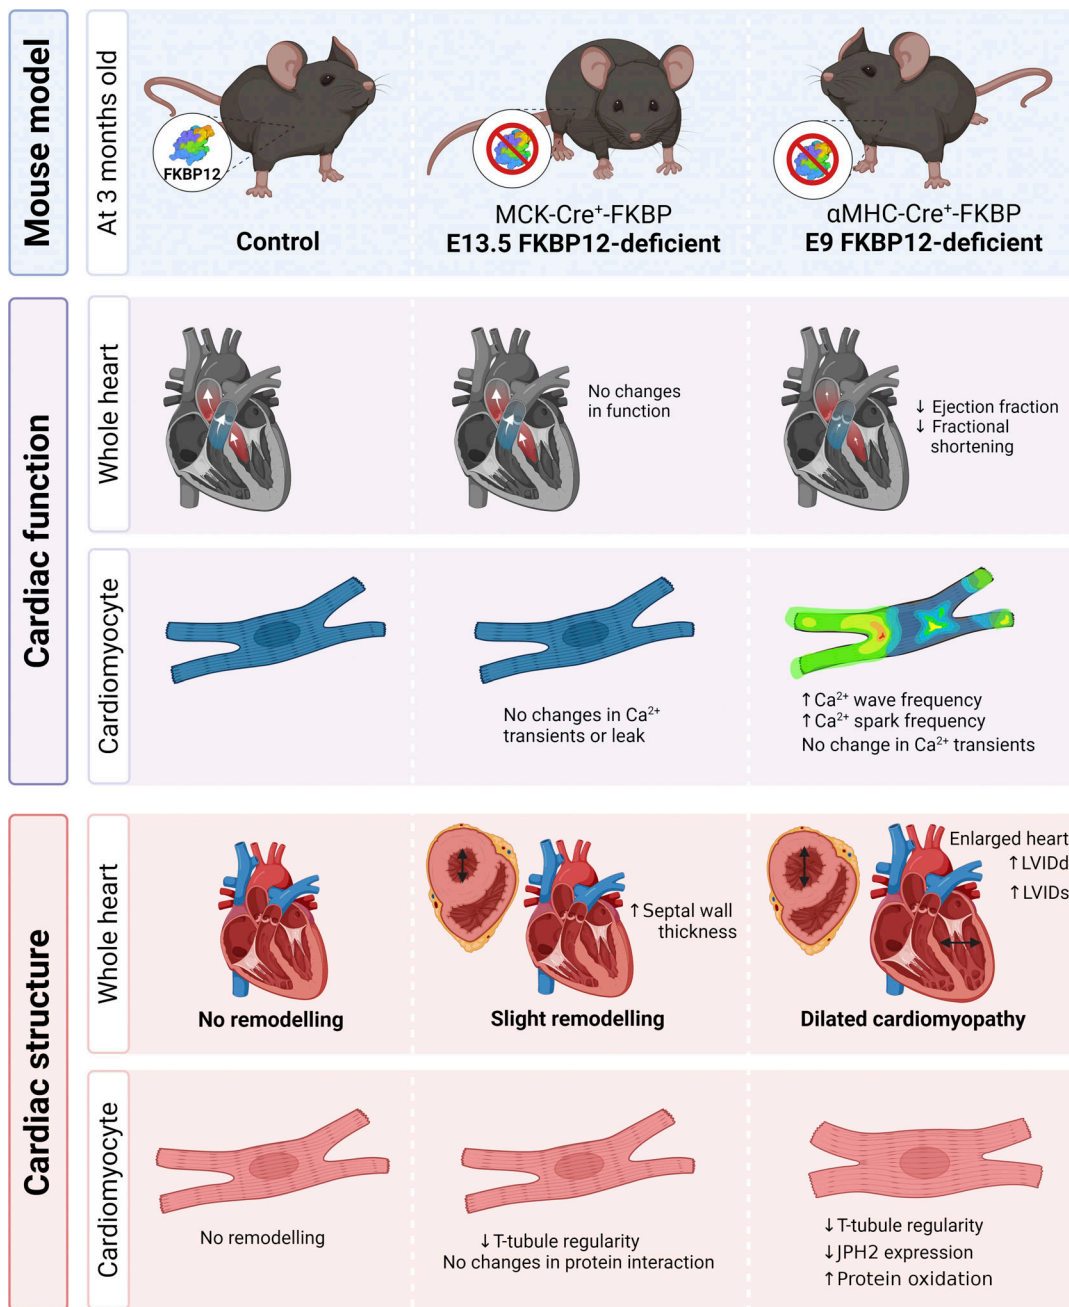 Mouse model
At 3 months old
FKBP12
Control
MCK-Cre⁺-FKBP
E13.5 FKBP12-deficient
αMHC-Cre⁺-FKBP
E9 FKBP12-deficient
Cardiac function
Whole heart
No changes
in function
↓ Ejection fraction
↓ Fractional
shortening
Cardiomyocyte
No changes in Ca²⁺
transients or leak
↑Ca²⁺ wave frequency
↑Ca²⁺ spark frequency
No change in Ca²⁺ transients
Cardiac structure
Whole heart
No remodelling
↑Septal wall
thickness
Slight remodelling
Enlarged heart
↑LVIDd
↑LVIDs
Dilated cardiomyopathy
Cardiomyocyte
No remodelling
↓T-tubule regularity
No changes in protein interaction
↓T-tubule regularity
↓JPH2 expression
↑Protein oxidation